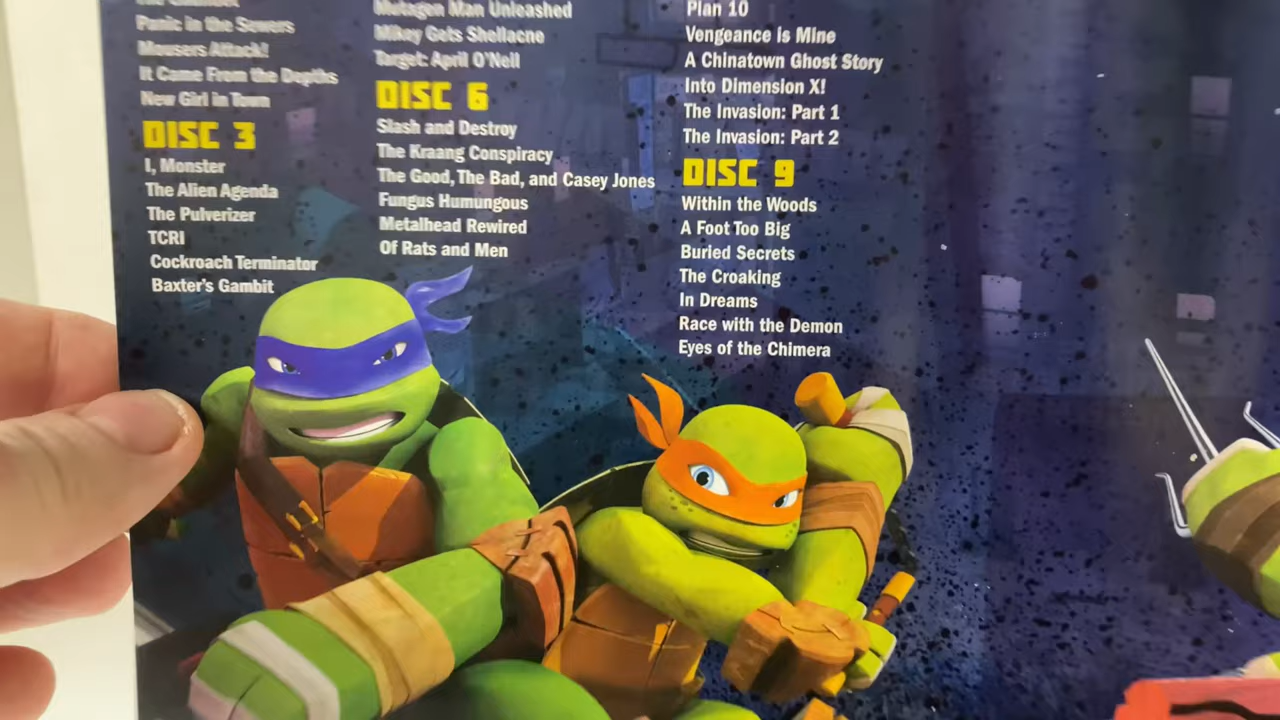 Panic in the Sewers
Mousers Attack!
It Came From the Depths
New Girl in Town
DISC 3
I, Monster
The Alien Agenda
The Pulverizer
TCRI
Cockroach Terminator
Baxter's Gambit
Mutagen Man Unleashed
Mikey Gets Shellacne
Target: April O'Neil
DISC 6
Slash and Destroy
The Kraang Conspiracy
The Good, The Bad, and Casey Jones
Fungus Humongous
Metalhead Rewired
Of Rats and Men
Plan 10
Vengeance is Mine
A Chinatown Ghost Story
Into Dimension X!
The Invasion: Part 1
The Invasion: Part 2
DISC 9
Within the Woods
A Foot Too Big
Buried Secrets
The Croaking
In Dreams
Race with the Demon
Eyes of the Chimera